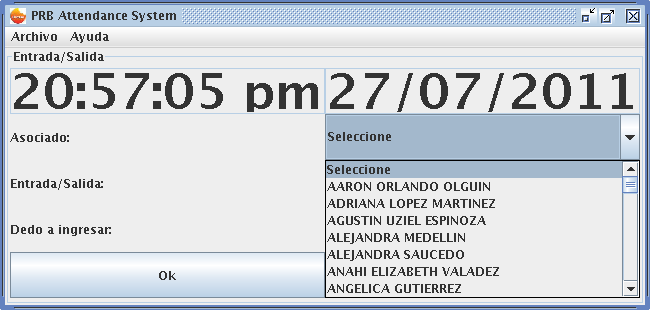 PRB Attendance System
Archivo Ayuda
Entrada/Salida
20:57:05 pm 27/07/2011
Asociado: Seleccione
Seleccione
AARON ORLANDO OLGUIN
Entrada/Salida:
ADRIANA LOPEZ MARTINEZ
AGUSTIN UZIEL ESPINOZA
Dedo a ingresar:
ALEJANDRA MEDELLIN
ALEJANDRA SAUCEDO
Ok
ANAHI ELIZABETH VALADEZ
ANGELICA GUTIERREZ